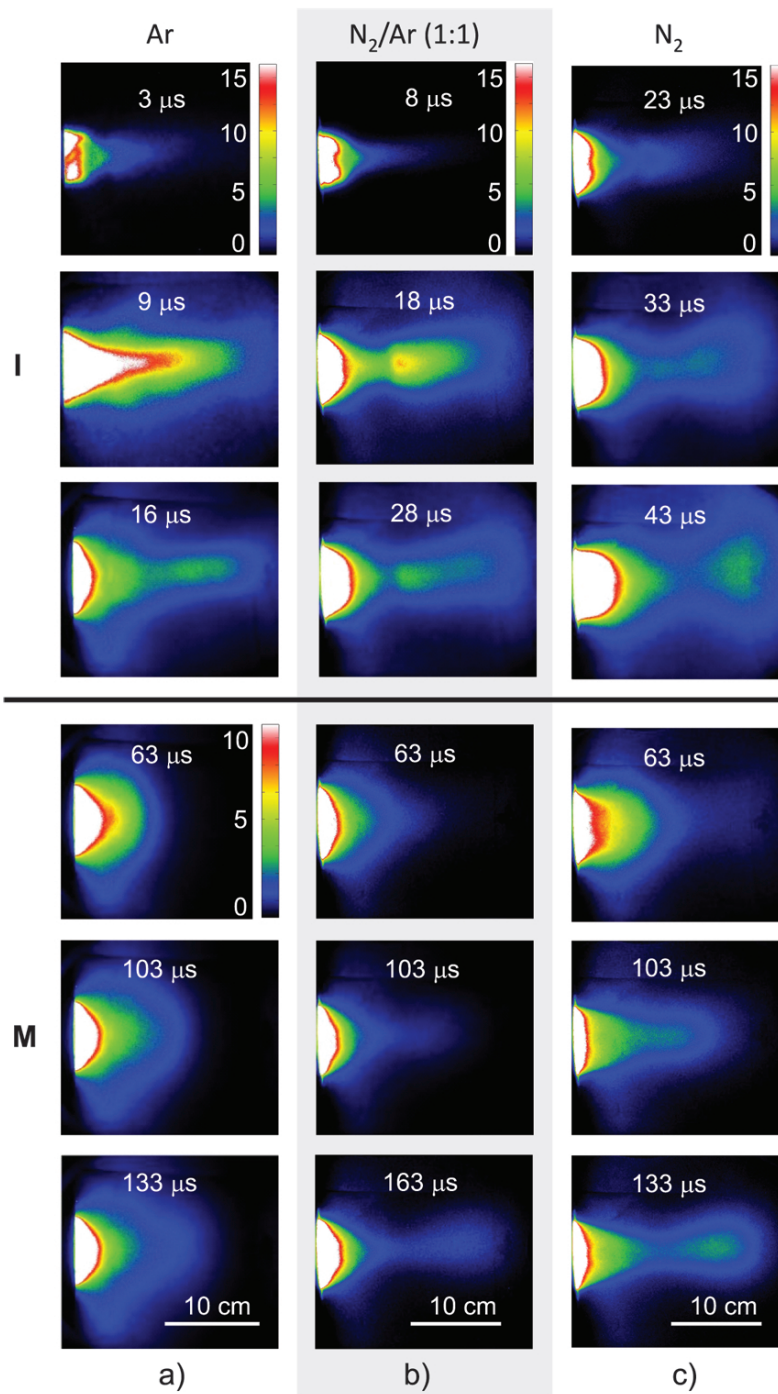 Ar N₂/Ar (1:1) N₂
15 3 μs 10 5 0
15 8 μs 10 5 0
15 23 μs 10 5 0
I
9 μs 18 μs 33 μs
16 μs 28 μs 43 μs
10 63 μs 5 0
63 μs 63 μs
M
103 μs 103 μs 103 μs
133 μs 163 μs 133 μs
10 cm 10 cm 10 cm
a) b) c)